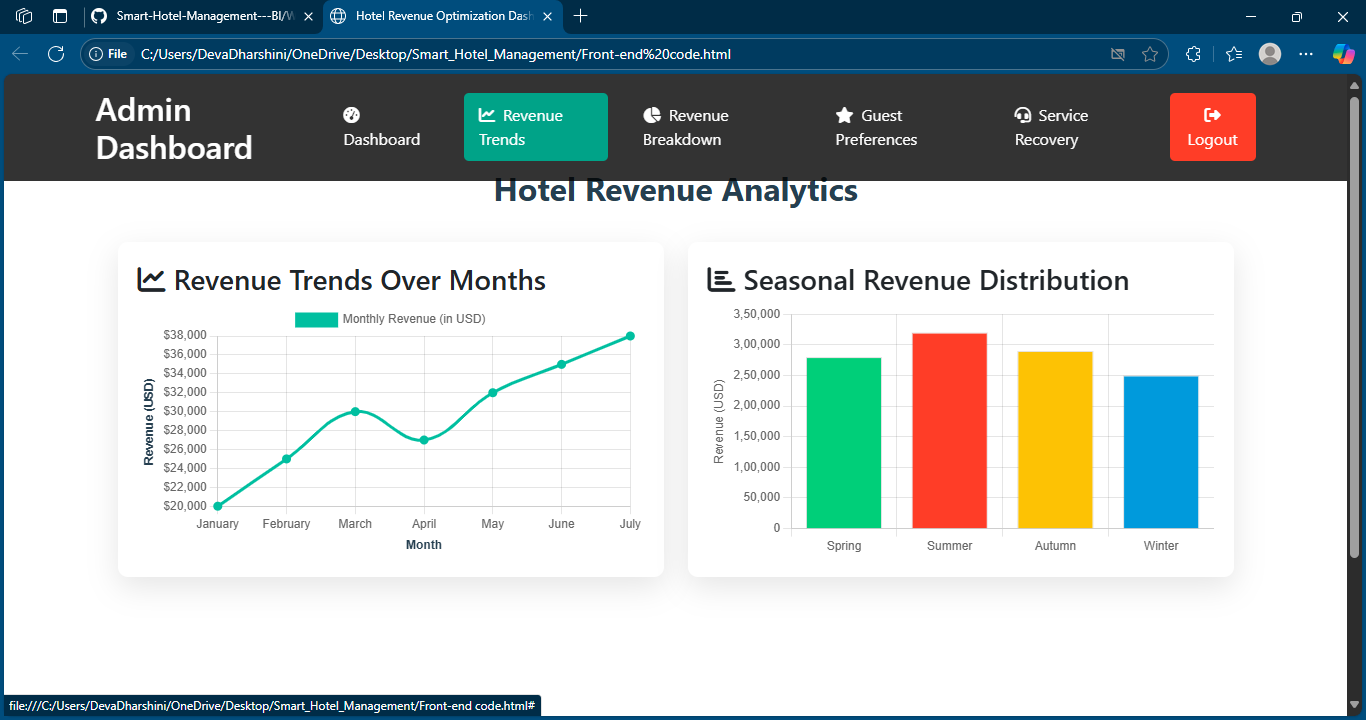 Smart-Hotel-Management---BI/W
Hotel Revenue Optimization Dash
File
C:/Users/DevaDharshini/OneDrive/Desktop/Smart_Hotel_Management/Front-end%20code.html
Admin
Dashboard
Dashboard
Revenue
Trends
Revenue
Breakdown
Guest
Preferences
Service
Recovery
Logout
Hotel Revenue Analytics
Revenue Trends Over Months
Monthly Revenue (in USD)
$38,000
$36,000
$34,000
$32,000
$30,000
$28,000
$26,000
$24,000
$22,000
$20,000
Revenue (USD)
January February March April May June July
Month
Seasonal Revenue Distribution
3,50,000
3,00,000
2,50,000
2,00,000
1,50,000
1,00,000
50,000
0
Revenue (USD)
Spring Summer Autumn Winter
file:///C:/Users/DevaDharshini/OneDrive/Desktop/Smart_Hotel_Management/Front-end code.html#